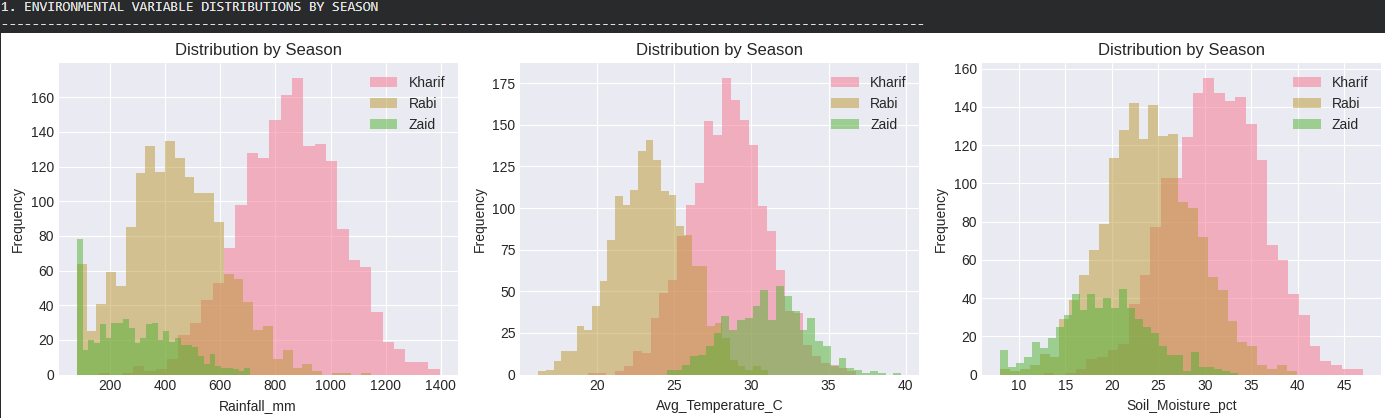 1. ENVIRONMENTAL VARIABLE DISTRIBUTIONS BY SEASON
------------------------------------------------------------------------------------------------------------------------
Distribution by Season
Kharif
Rabi
Zaid
Frequency
0
20
40
60
80
100
120
140
160
200
400
600
800
1000
1200
1400
Rainfall_mm
Distribution by Season
Kharif
Rabi
Zaid
Frequency
0
25
50
75
100
125
150
175
20
25
30
35
40
Avg_Temperature_C
Distribution by Season
Kharif
Rabi
Zaid
Frequency
0
20
40
60
80
100
120
140
160
10
15
20
25
30
35
40
45
Soil_Moisture_pct